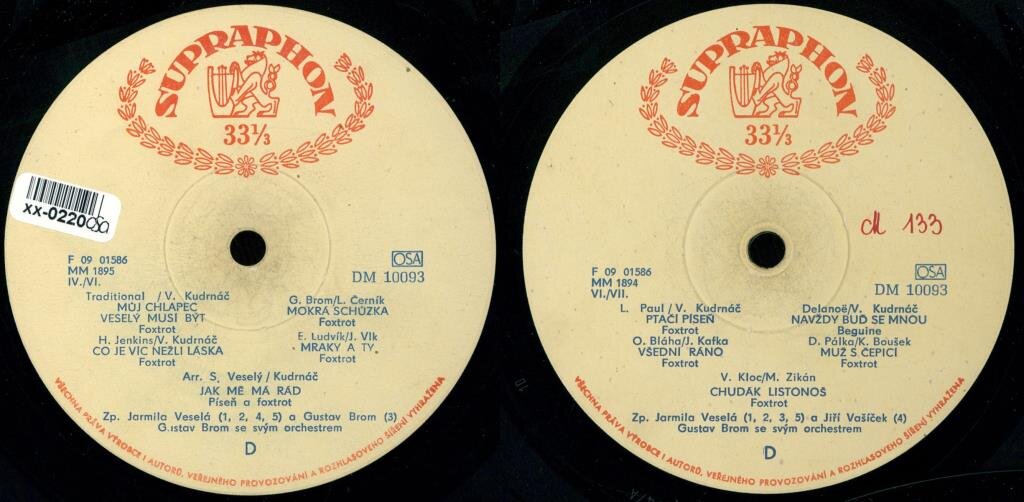 SUPRAPHON
33⅓
xx-0220 OSA
F 09 01586
MM 1895
IV./VI.
OSA
DM 10093
Traditional /V. Kudrnáč
MŮJ CHLAPEC
VESELÝ MUSÍ BÝT
Foxtrot
G. Brom/L. Černík
MOKRÁ SCHŮZKA
Foxtrot
H. Jenkins/V. Kudrnáč
CO JE VÍC NEŽLI LÁSKA
Foxtrot
E. Ludvík/J. Vlk
MRAKY A TY
Foxtrot
Arr. S. Veselý/Kudrnáč
JAK MĚ MÁ RÁD
Píseň a foxtrot
Zp. Jarmila Veselá (1, 2, 4, 5) a Gustav Brom (3)
Gustav Brom se svým orchestrem
D
VŠECHNA PRÁVA VÝROBCE I AUTORŮ, VEŘEJNÉHO PROVOZOVÁNÍ A ROZHLASOVÉHO ŠÍŘENÍ VYHRAŽENA
SUPRAPHON
33⅓
M 133
F 09 01586
MM 1894
VI./VII.
OSA
DM 10093
L. Paul/V. Kudrnáč
PTAČÍ PÍSEŇ
Foxtrot
Delanoë/V. Kudrnáč
NAVŽDY BUĎ SE MNOU
Beguine
O. Bláha/J. Kafka
VŠEDNÍ RÁNO
Foxtrot
D. Pálka/K. Boušek
MUŽ S ČEPICÍ
Foxtrot
V. Kloc/M. Zikán
CHUDÁK LISTONOŠ
Foxtrot
Zp. Jarmila Veselá (1, 2, 3, 5) a Jiří Vašíček (4)
Gustav Brom se svým orchestrem
D
VŠECHNA PRÁVA VÝROBCE I AUTORŮ, VEŘEJNÉHO PROVOZOVÁNÍ A ROZHLASOVÉHO ŠÍŘENÍ VYHRAŽENA